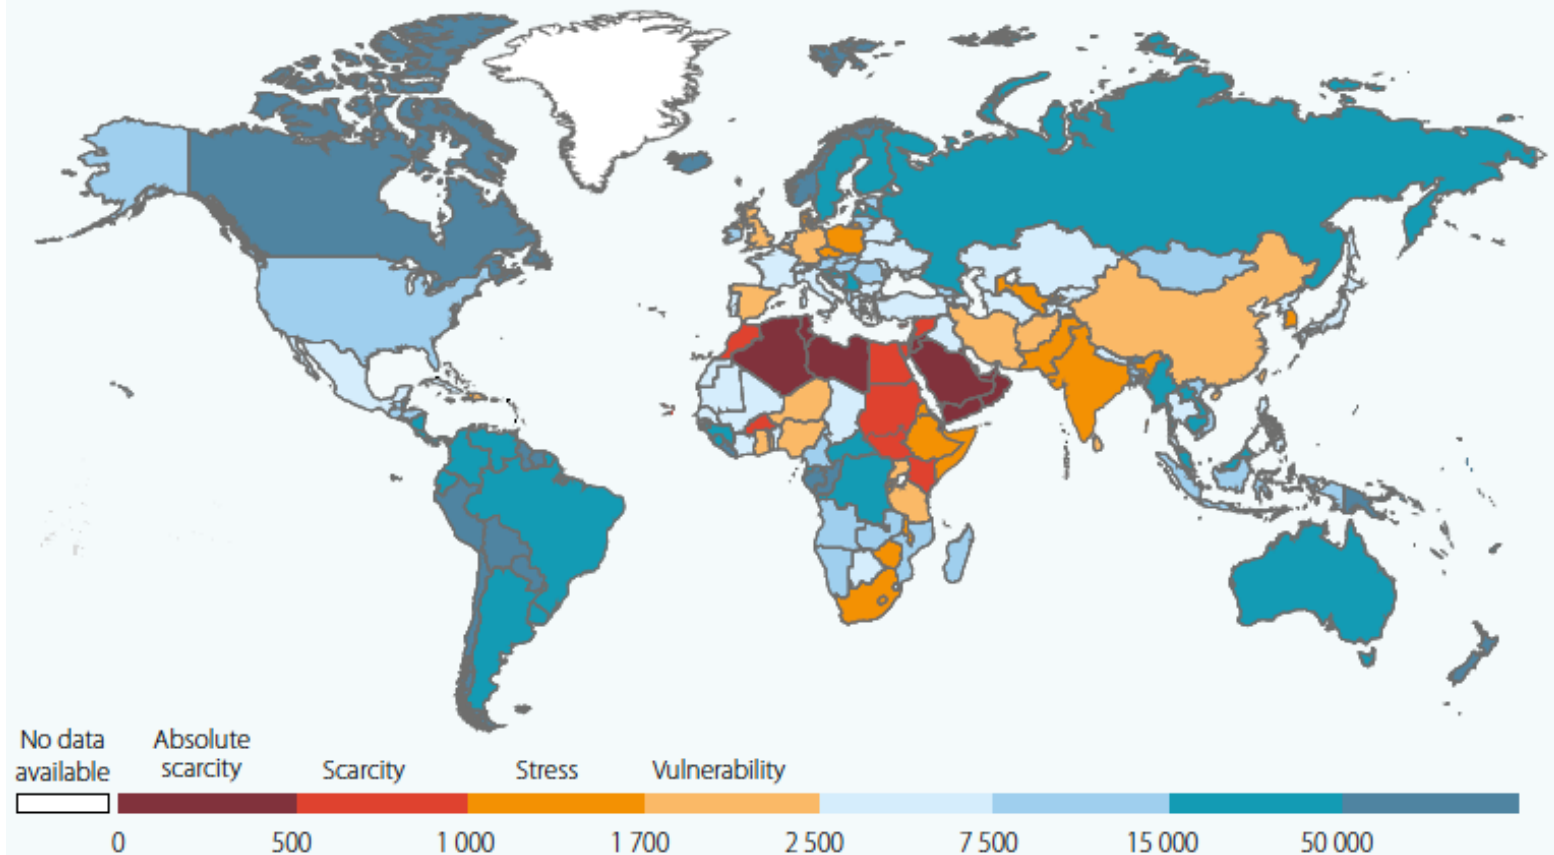 No data
available
Absolute
scarcity
Scarcity
Stress
Vulnerability
0
500
1 000
1 700
2 500
7 500
15 000
50 000